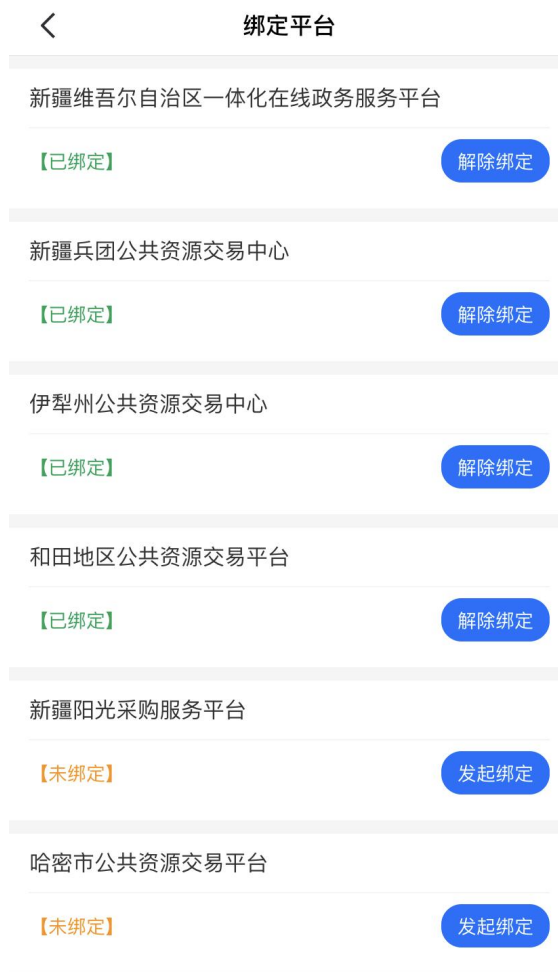 绑定平台
新疆维吾尔自治区一体化在线政务服务平台
【已绑定】
解除绑定
新疆兵团公共资源交易中心
【已绑定】
解除绑定
伊犁州公共资源交易中心
【已绑定】
解除绑定
和田地区公共资源交易平台
【已绑定】
解除绑定
新疆阳光采购服务平台
【未绑定】
发起绑定
哈密市公共资源交易平台
【未绑定】
发起绑定